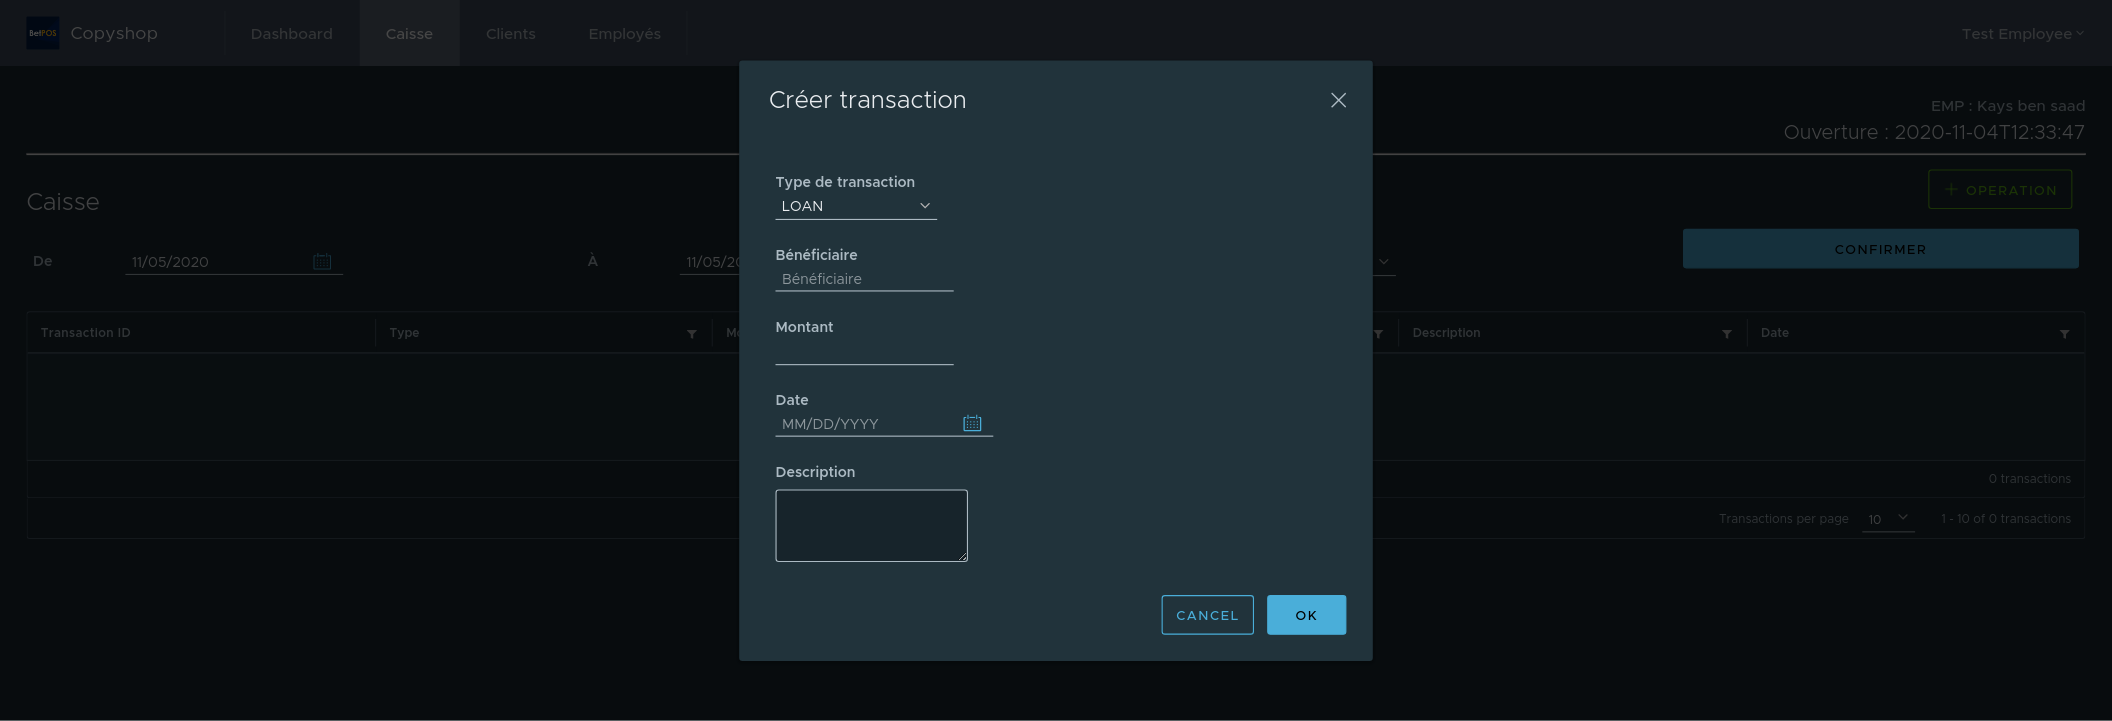 BelPOS Copyshop Dashboard Caisse Clients Employés Test Employee
EMP : Kays ben saad
Ouverture : 2020-11-04T12:33:47
Créer transaction
Caisse
+ OPERATION
Type de transaction
LOAN
De 11/05/2020 À 11/05/20
CONFIRMER
Bénéficiaire
Bénéficiaire
Transaction ID Type Description Date
Montant
Date
MM/DD/YYYY
Description
0 transactions
Transactions per page 10 1 - 10 of 0 transactions
CANCEL OK